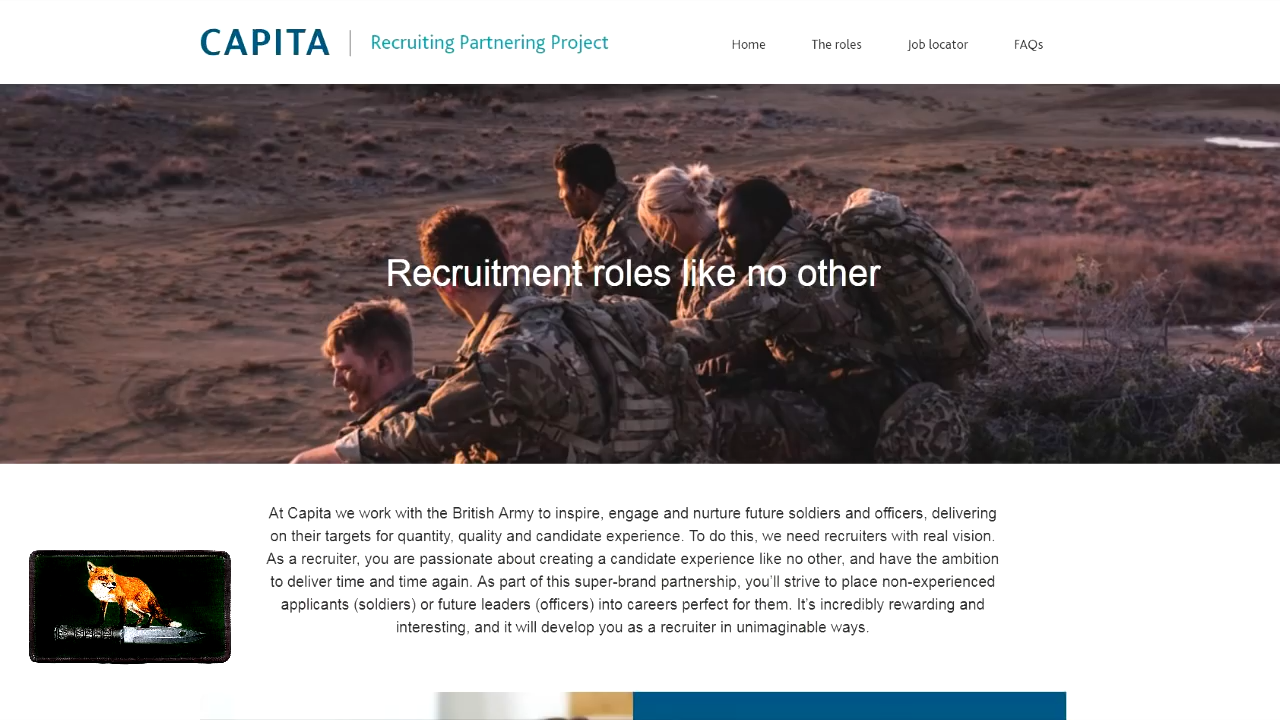 CAPITA
Recruiting Partnering Project
Home
The roles
Job locator
FAQs
Recruitment roles like no other
At Capita we work with the British Army to inspire, engage and nurture future soldiers and officers, delivering
on their targets for quantity, quality and candidate experience. To do this, we need recruiters with real vision.
As a recruiter, you are passionate about creating a candidate experience like no other, and have the ambition
to deliver time and time again. As part of this super-brand partnership, you'll strive to place non-experienced
applicants (soldiers) or future leaders (officers) into careers perfect for them. It's incredibly rewarding and
interesting, and it will develop you as a recruiter in unimaginable ways.